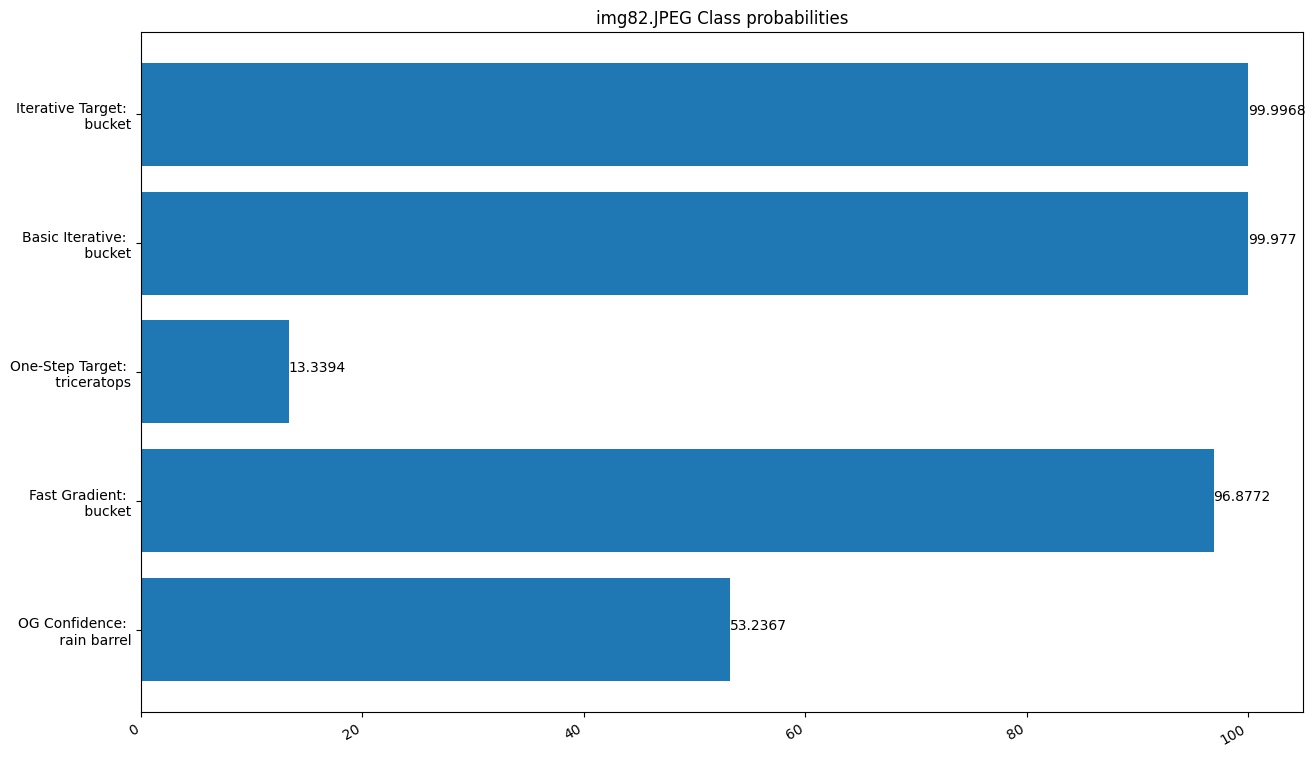 img82.JPEG Class probabilities
Iterative Target:
bucket
99.9968
Basic Iterative:
bucket
99.977
One-Step Target:
triceratops
13.3394
Fast Gradient:
bucket
96.8772
OG Confidence:
rain barrel
53.2367
0 20 40 60 80 100